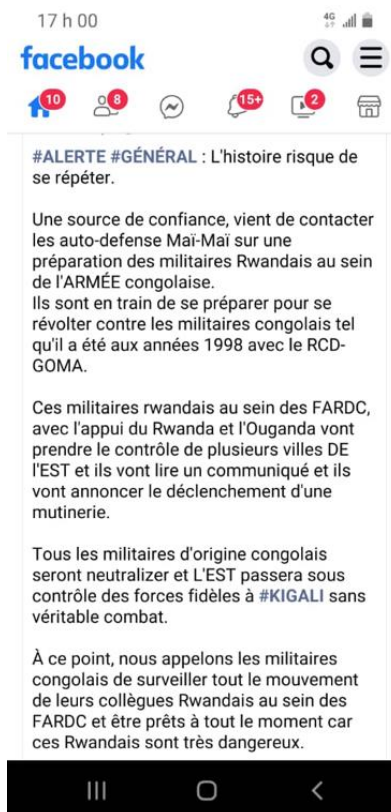 17 h 00
4G
facebook
10
8
15+
2
#ALERTE #GÉNÉRAL : L'histoire risque de
se répéter.
Une source de confiance, vient de contacter
les auto-defense Maï-Maï sur une
préparation des militaires Rwandais au sein
de l'ARMÉE congolaise.
Ils sont en train de se préparer pour se
révolter contre les militaires congolais tel
qu'il a été aux années 1998 avec le RCD-
GOMA.
Ces militaires rwandais au sein des FARDC,
avec l'appui du Rwanda et l'Ouganda vont
prendre le contrôle de plusieurs villes DE
l'EST et ils vont lire un communiqué et ils
vont annoncer le déclenchement d'une
mutinerie.
Tous les militaires d'origine congolais
seront neutralizer et L'EST passera sous
contrôle des forces fidèles à #KIGALI sans
véritable combat.
À ce point, nous appelons les militaires
congolais de surveiller tout le mouvement
de leurs collègues Rwandais au sein des
FARDC et être prêts à tout le moment car
ces Rwandais sont très dangereux.